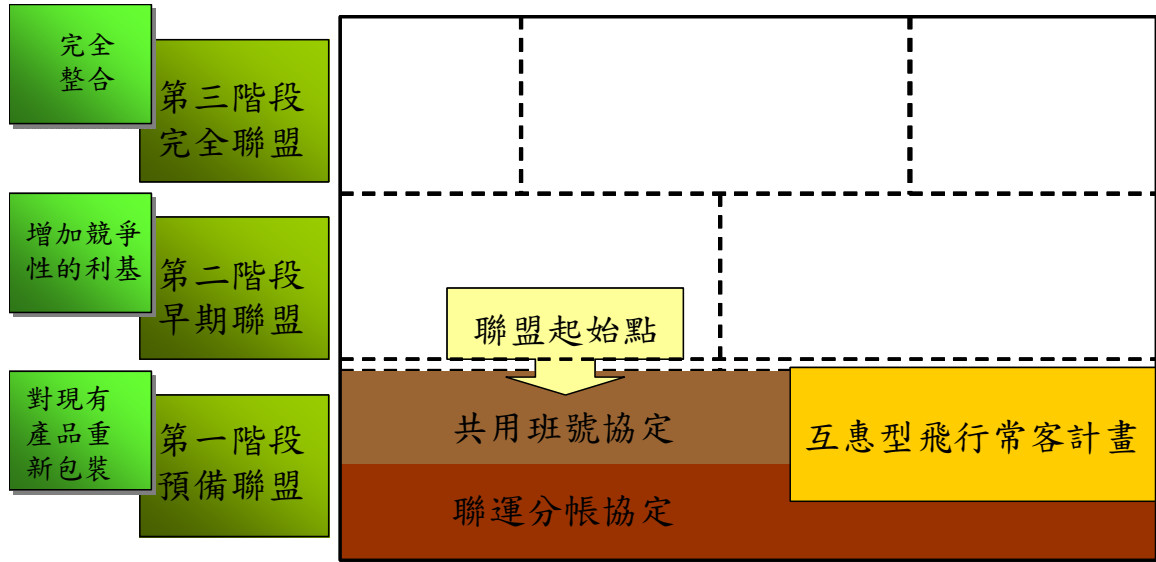 完全
整合
第三階段
完全聯盟
增加競爭
性的利基
第二階段
早期聯盟
聯盟起始點
對現有
產品重
新包裝
第一階段
預備聯盟
共用班號協定
互惠型飛行常客計畫
聯運分帳協定